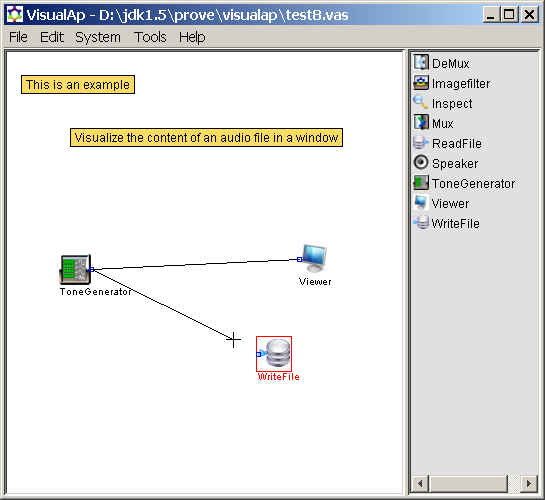 VisualAp - D:\jdk1.5\prove\visualap\test8.vas
File Edit System Tools Help
This is an example
Visualize the content of an audio file in a window
ToneGenerator
Viewer
WriteFile
DeMux
Imagefilter
Inspect
Mux
ReadFile
Speaker
ToneGenerator
Viewer
WriteFile